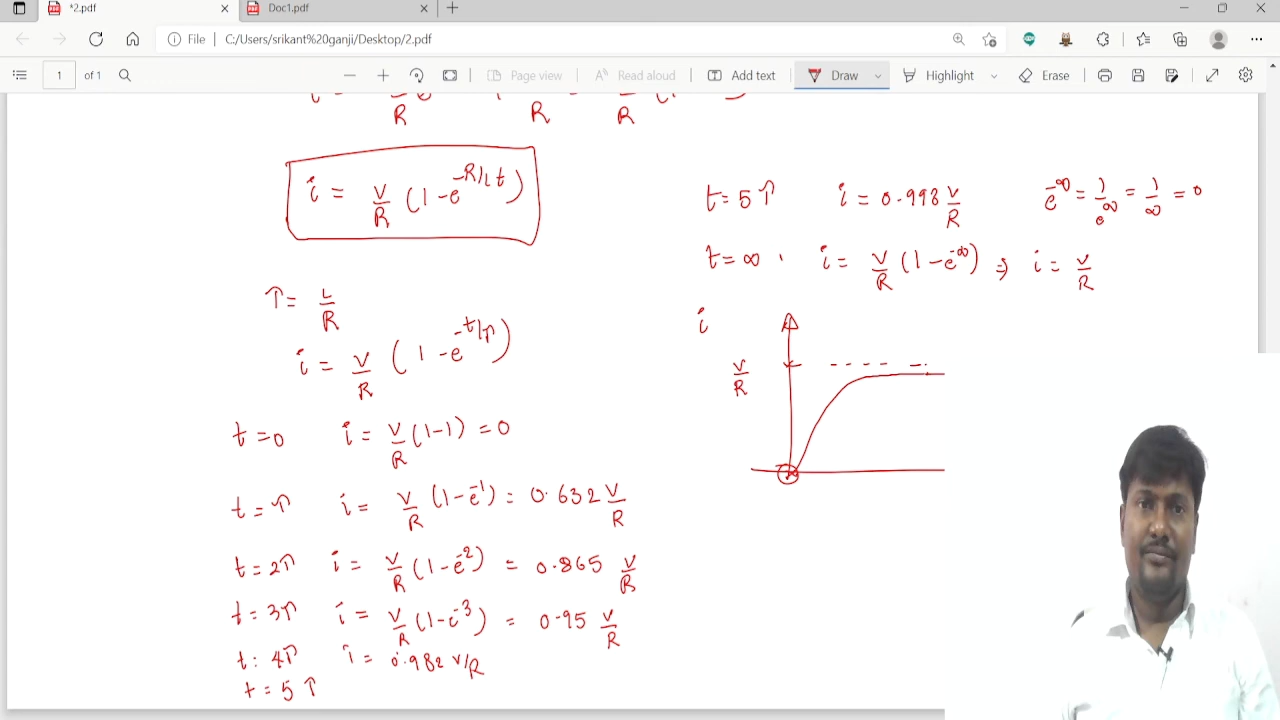 *2.pdf
Doc1.pdf
File C:/Users/srikant%20ganji/Desktop/2.pdf
1 of 1 Page view Read aloud Add text Draw Highlight Erase
R R R
i = V/R (1-e^{-R/L t})
τ = L/R
i = V/R (1-e^{-t/τ})
t=0 i = V/R (1-1) = 0
t=τ i = V/R (1-e^{-1}) = 0.632 V/R
t=2τ i = V/R (1-e^{-2}) = 0.865 V/R
t=3τ i = V/R (1-e^{-3}) = 0.95 V/R
t: 4τ i = 0.982 V/R
t=5τ
t=5τ i = 0.998 V/R e^{-∞} = 1/e^{∞} = 1/∞ = 0
t=∞ i = V/R (1-e^{-∞}) ⇒ i = V/R
i
V/R